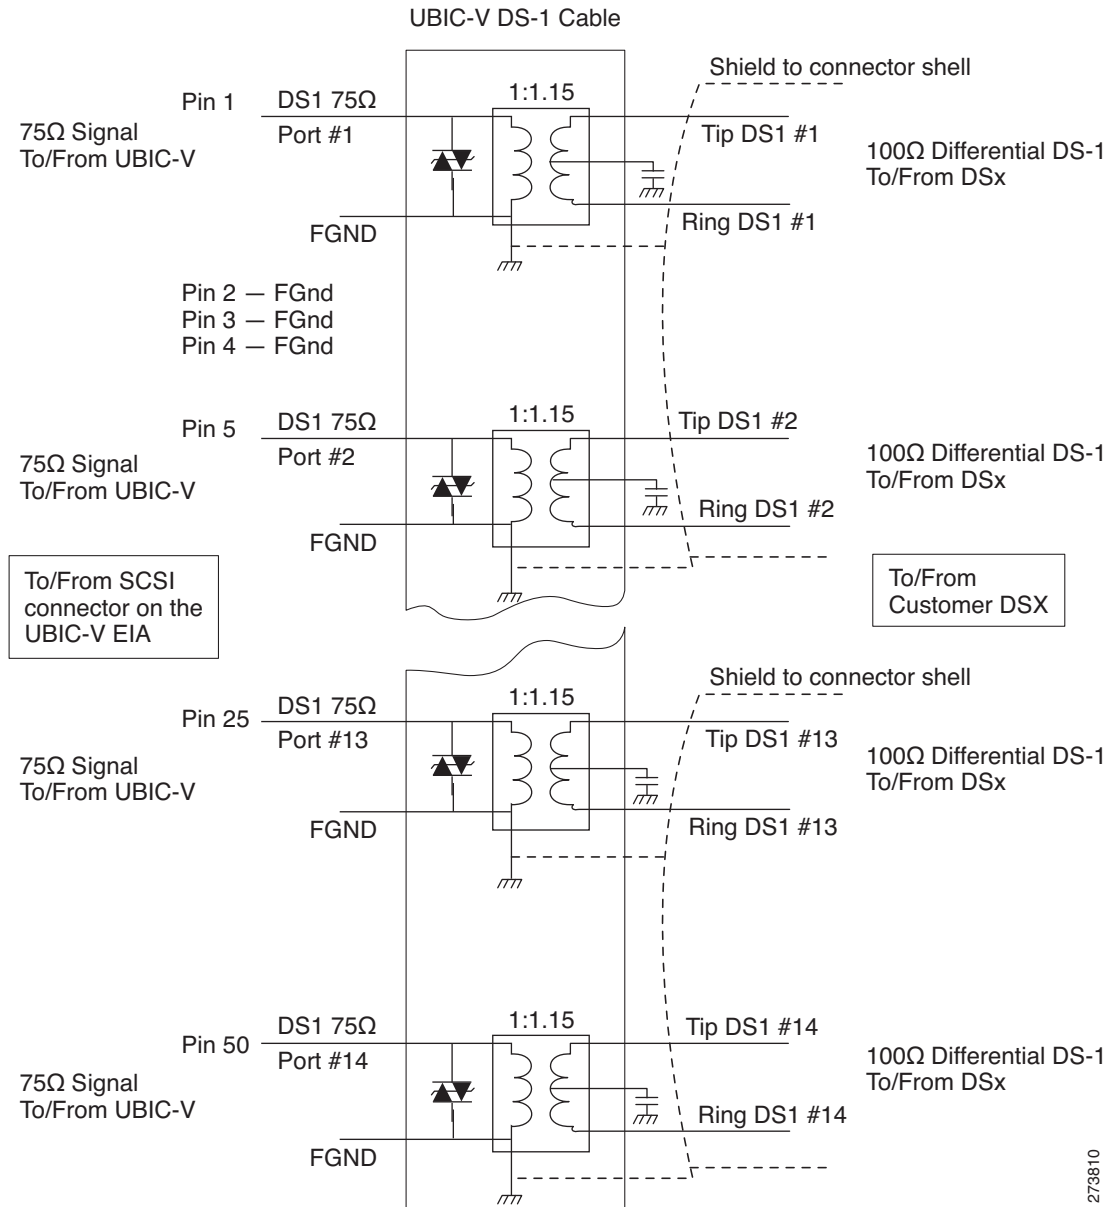 UBIC-V DS-1 Cable
Shield to connector shell
Pin 1
DS1 75Ω
Port #1
1:1.15
Tip DS1 #1
75Ω Signal
To/From UBIC-V
100Ω Differential DS-1
To/From DSx
FGND
Ring DS1 #1
Pin 2 — FGnd
Pin 3 — FGnd
Pin 4 — FGnd
Pin 5
DS1 75Ω
Port #2
1:1.15
Tip DS1 #2
75Ω Signal
To/From UBIC-V
100Ω Differential DS-1
To/From DSx
FGND
Ring DS1 #2
To/From SCSI
connector on the
UBIC-V EIA
To/From
Customer DSX
Shield to connector shell
Pin 25
DS1 75Ω
Port #13
1:1.15
Tip DS1 #13
75Ω Signal
To/From UBIC-V
100Ω Differential DS-1
To/From DSx
FGND
Ring DS1 #13
Pin 50
DS1 75Ω
Port #14
1:1.15
Tip DS1 #14
75Ω Signal
To/From UBIC-V
100Ω Differential DS-1
To/From DSx
FGND
Ring DS1 #14
273810